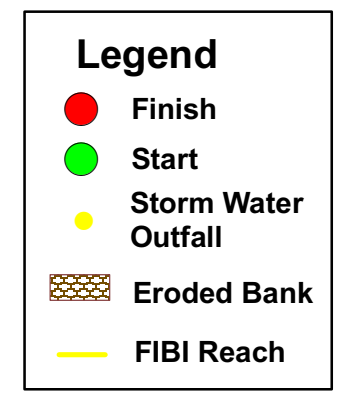 Legend
Finish
Start
Storm Water
Outfall
Eroded Bank
FIBI Reach